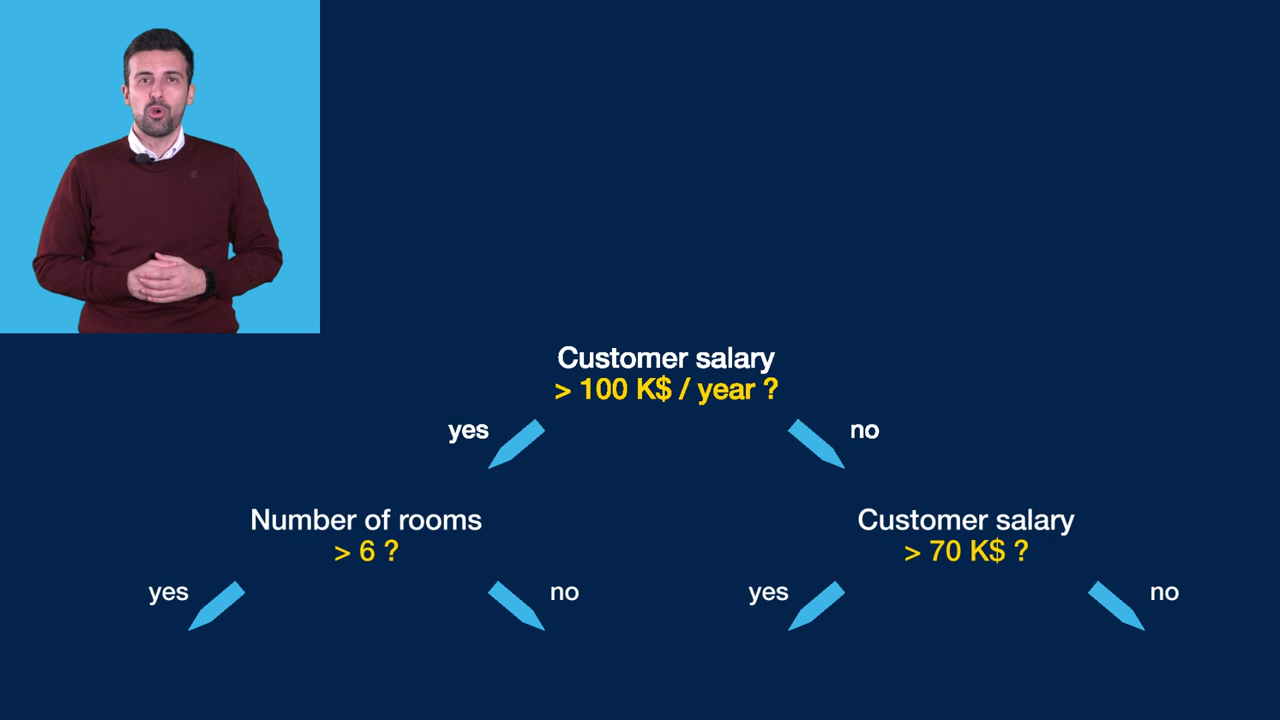 Customer salary
> 100 K$ / year ?
yes
no
Number of rooms
> 6 ?
Customer salary
> 70 K$ ?
yes
no
yes
no